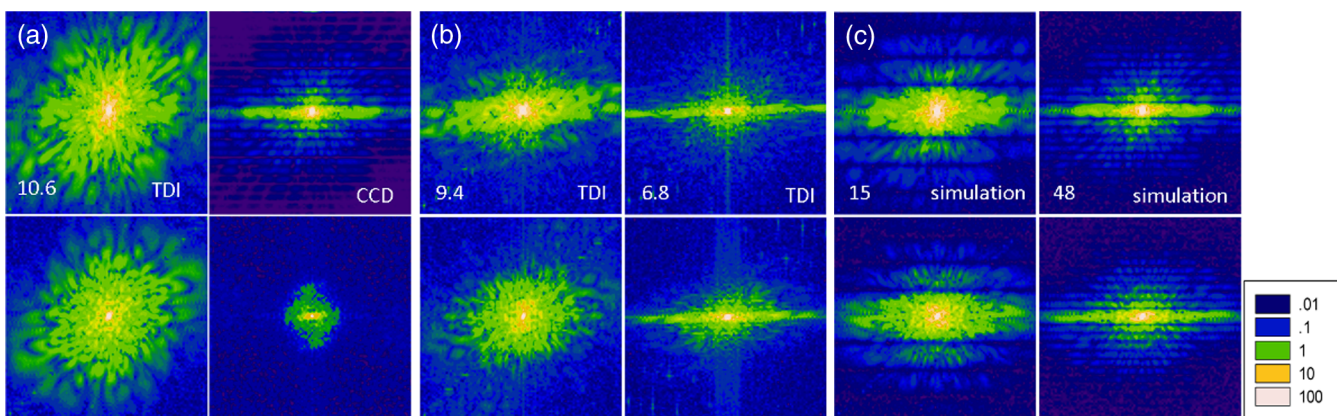 (a)
(b)
(c)
10.6 TDI
CCD
9.4 TDI
6.8 TDI
15 simulation
48 simulation
.01
.1
1
10
100